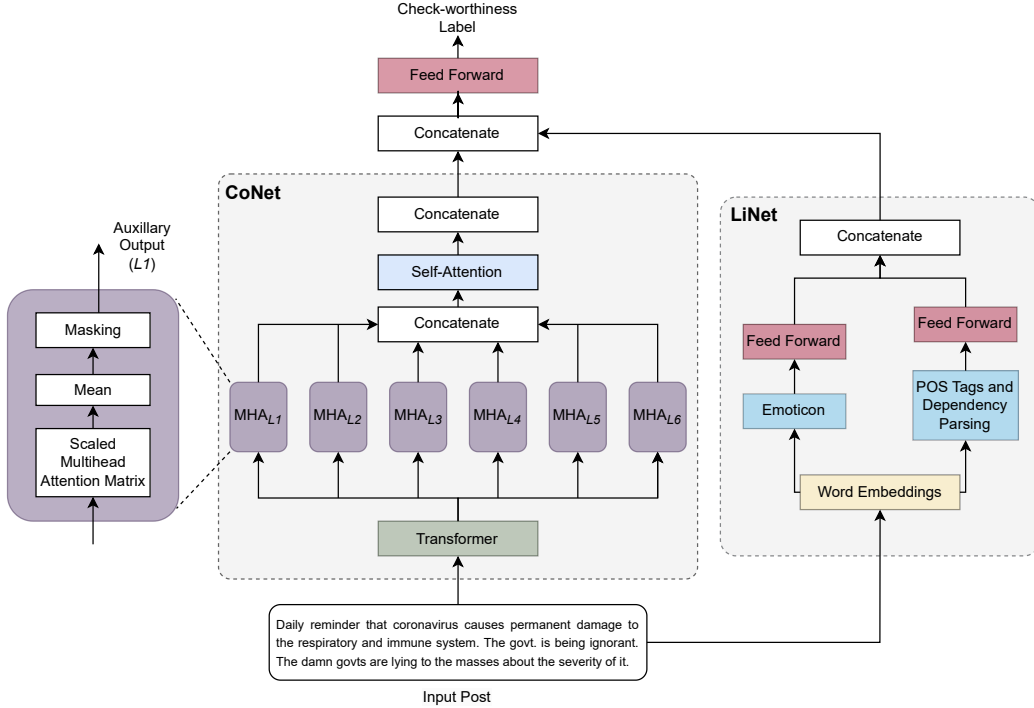 Check-worthiness
Label
Feed Forward
Concatenate
CoNet
Concatenate
Self-Attention
Concatenate
MHAL1
MHAL2
MHAL3
MHAL4
MHAL5
MHAL6
Transformer
Auxillary
Output
(L1)
Masking
Mean
Scaled
Multihead
Attention Matrix
LiNet
Concatenate
Feed Forward
Feed Forward
Emoticon
POS Tags and
Dependency
Parsing
Word Embeddings
Daily reminder that coronavirus causes permanent damage to
the respiratory and immune system. The govt. is being ignorant.
The damn govts are lying to the masses about the severity of it.
Input Post